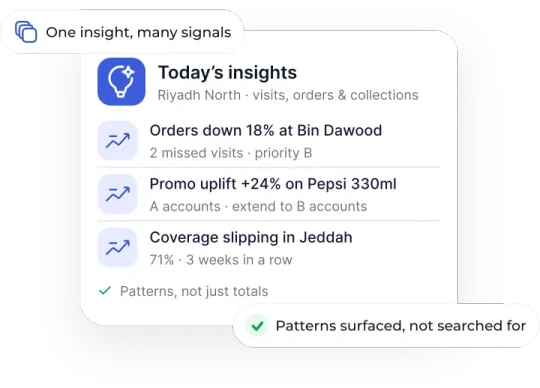 One insight, many signals
Today’s insights
Riyadh North · visits, orders & collections
Orders down 18% at Bin Dawood
2 missed visits · priority B
Promo uplift +24% on Pepsi 330ml
A accounts · extend to B accounts
Coverage slipping in Jeddah
71% · 3 weeks in a row
Patterns, not just totals
Patterns surfaced, not searched for